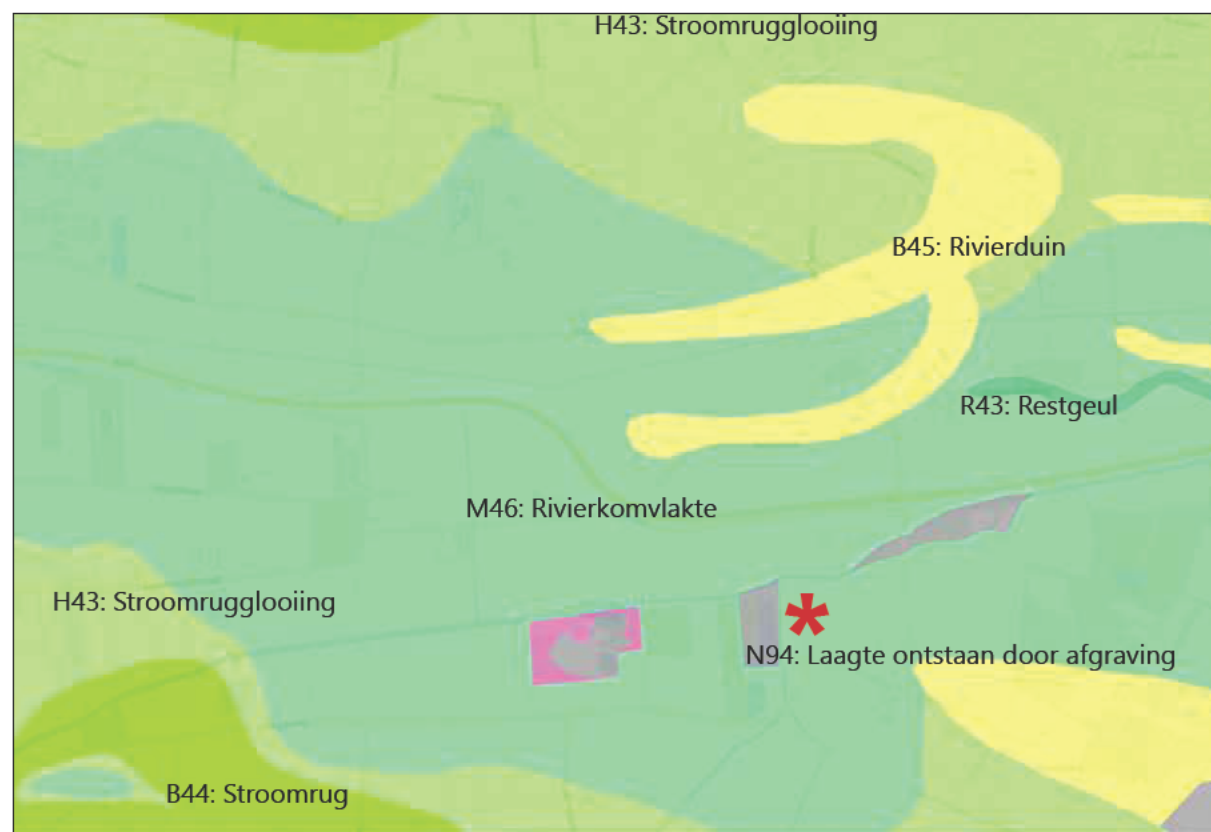 H43: Stroomrugglooiing
B45: Rivierduin
R43: Restgeul
M46: Rivierkomvlakte
H43: Stroomrugglooiing
*
N94: Laagte ontstaan door afgraving
B44: Stroomrug